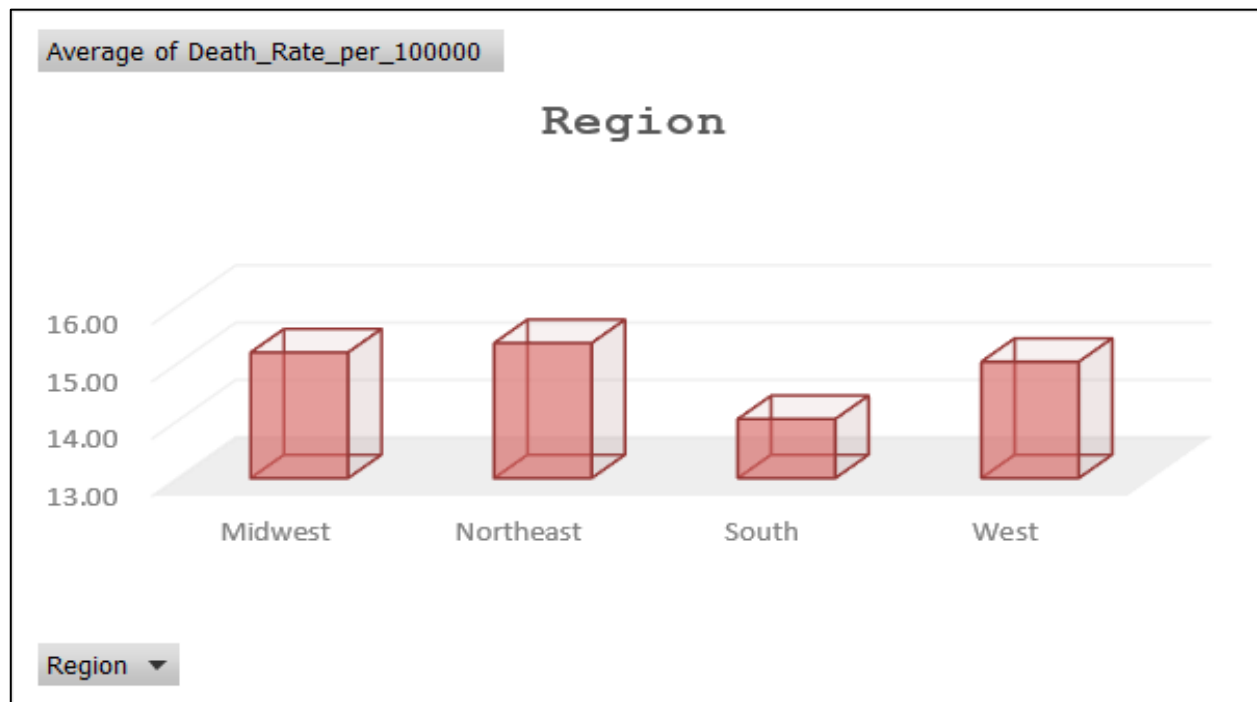 Average of Death_Rate_per_100000
Region
16.00
15.00
14.00
13.00
Midwest Northeast South West
Region